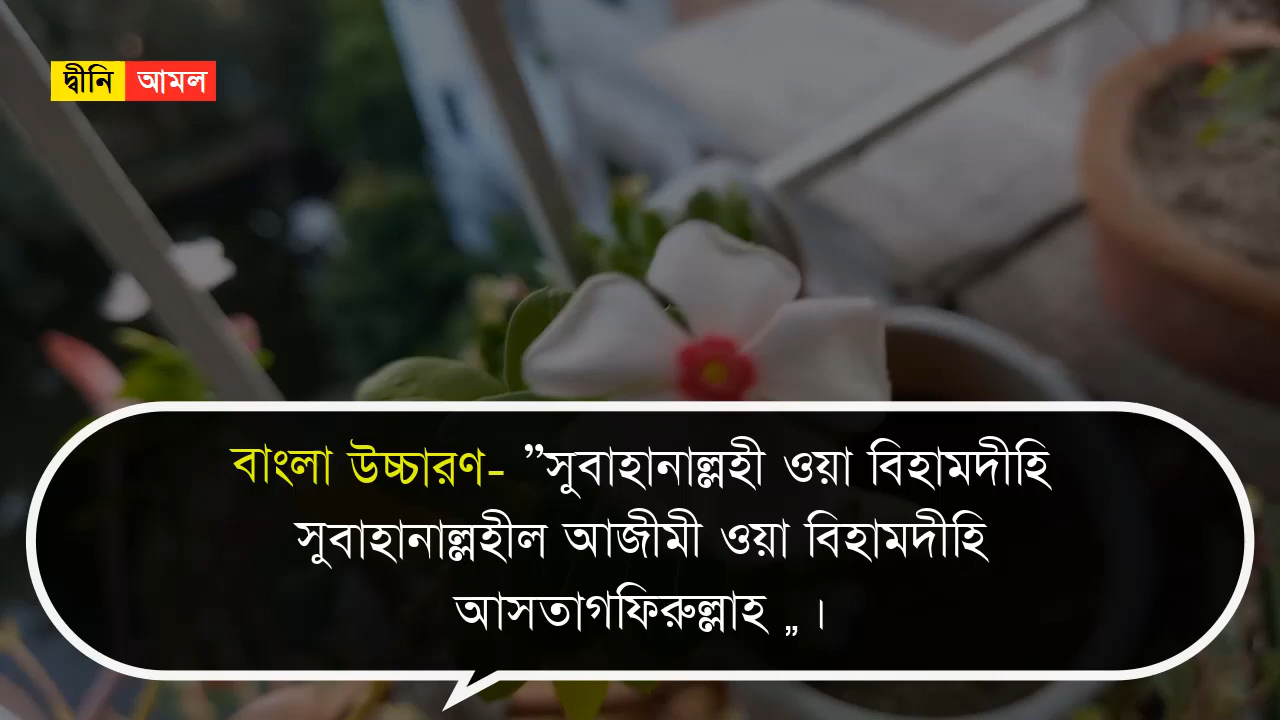 দ্বীনি আমল
বাংলা উচ্চারণ- ”সুবাহানাল্লহী ওয়া বিহামদীহি
সুবাহানাল্লহীল আজীমী ওয়া বিহামদীহি
আসতাগফিরুল্লাহ „ ।